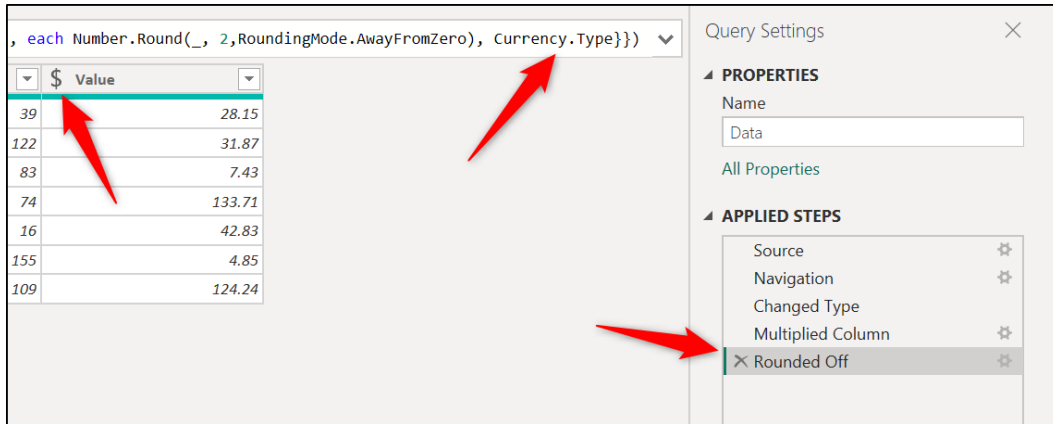 , each Number.Round(_, 2,RoundingMode.AwayFromZero), Currency.Type}})
$ Value
39 28.15
122 31.87
83 7.43
74 133.71
16 42.83
155 4.85
109 124.24
Query Settings
PROPERTIES
Name
Data
All Properties
APPLIED STEPS
Source
Navigation
Changed Type
Multiplied Column
Rounded Off